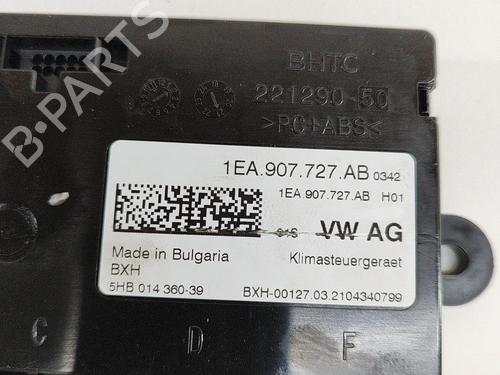 BHTC
221290-50
>PC+ABS<
1EA.907.727.AB 0342
1EA.907.727.AB H01
VW AG
Made in Bulgaria
Klimasteuergeraet
BXH
5HB 014 360-39
BXH-00127.03.2104340799
C D F